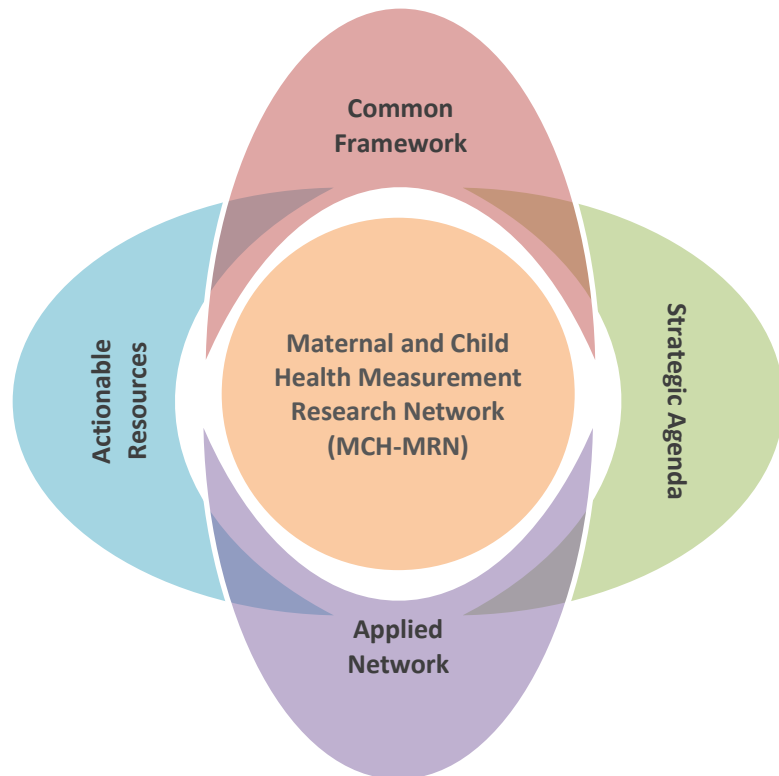 Common
Framework
Actionable
Resources
Maternal and Child
Health Measurement
Research Network
(MCH-MRN)
Strategic Agenda
Applied
Network